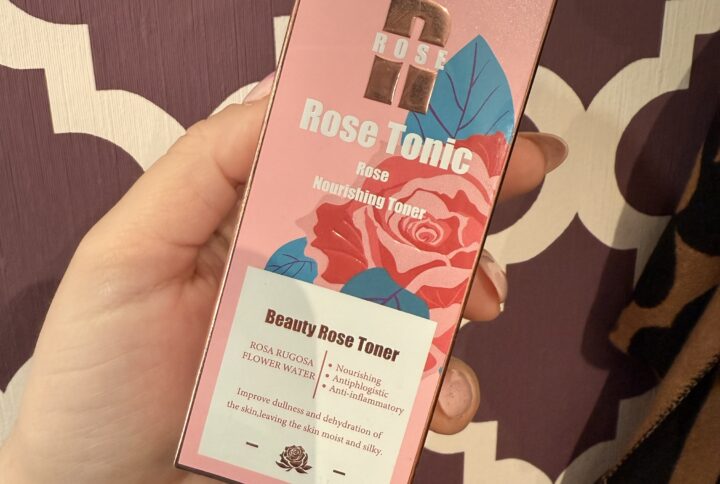 ROSE
Rose Tonic
Rose
Nourishing Toner
Beauty Rose Toner
ROSA RUGOSA
FLOWER WATER
• Nourishing
• Antiphlogistic
• Anti-inflammatory
Improve dullness and dehydration of
the skin,leaving the skin moist and silky.